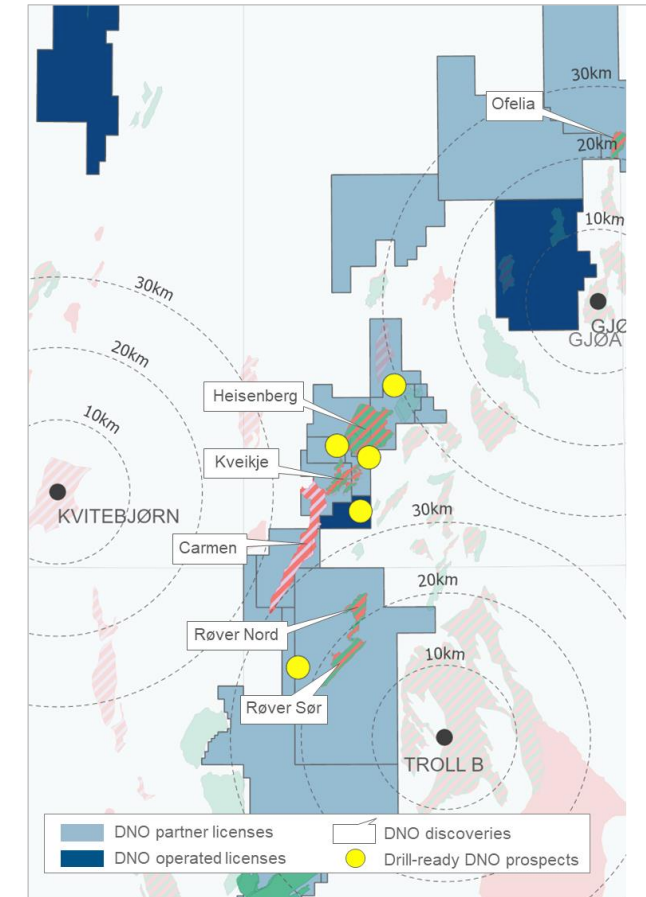 30km
Ofelia
20km
10km
GJØ
GJØA
30km
20km
10km
KVITEBJØRN
Heisenberg
Kveikje
Carmen
30km
20km
10km
Røver Nord
Røver Sør
TROLL B
DNO partner licenses
DNO discoveries
DNO operated licenses
Drill-ready DNO prospects